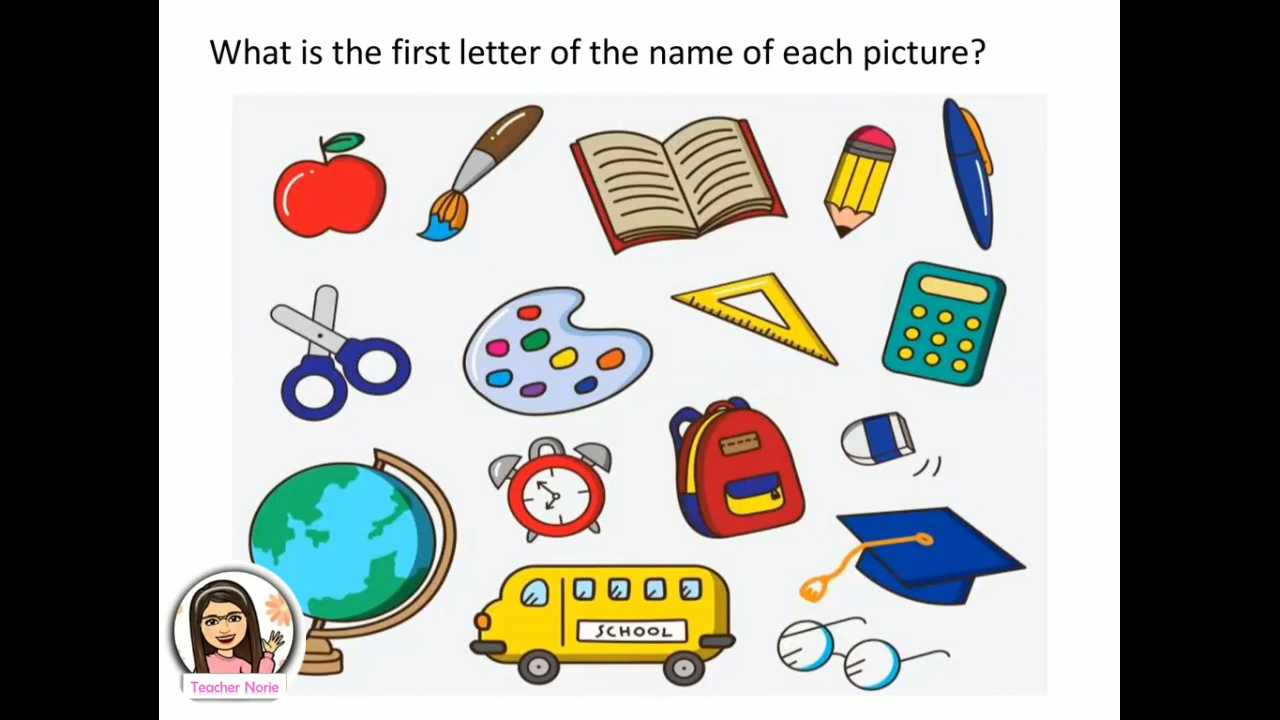 What is the first letter of the name of each picture?
SCHOOL
Teacher Norie